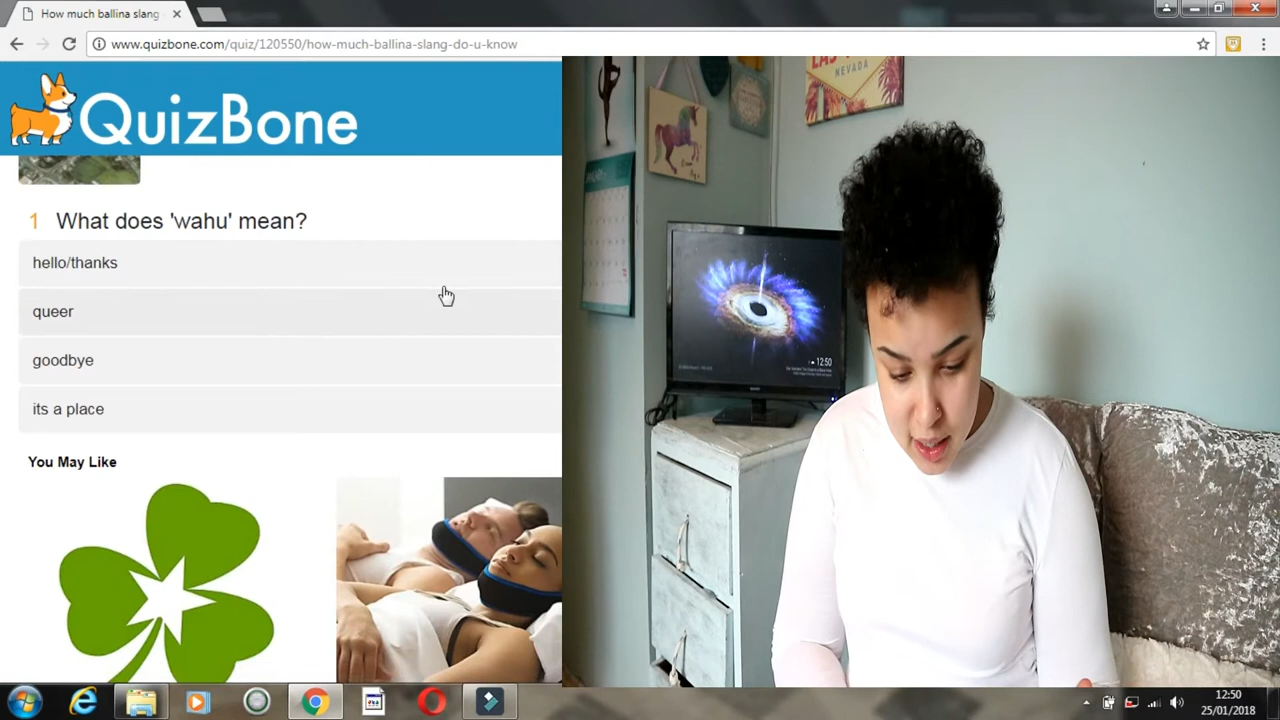 How much ballina slang
www.quizbone.com/quiz/120550/how-much-ballina-slang-do-u-know
QuizBone
LAS VEGAS
NEVADA
JANUARY
1 What does 'wahu' mean?
hello/thanks
queer
goodbye
its a place
12:50
You May Like
12:50
25/01/2018